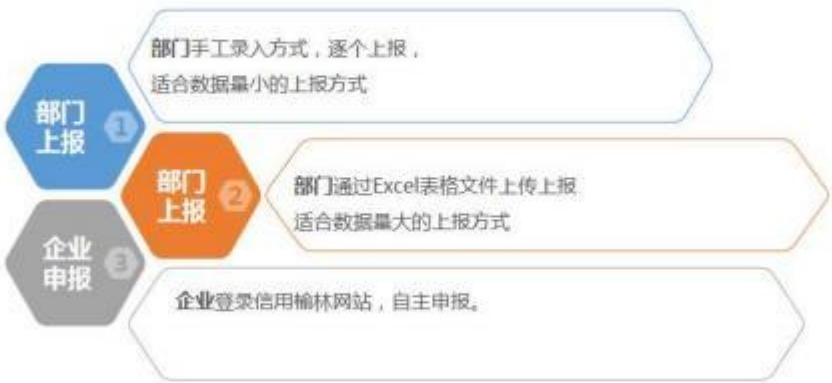 部门手工录入方式，逐个上报，
适合数据量小的上报方式
部门
上报
1
部门
上报
2
部门通过Excel表格文件上传上报
适合数据量大的上报方式
企业
申报
3
企业登录信用榆林网站，自主申报。